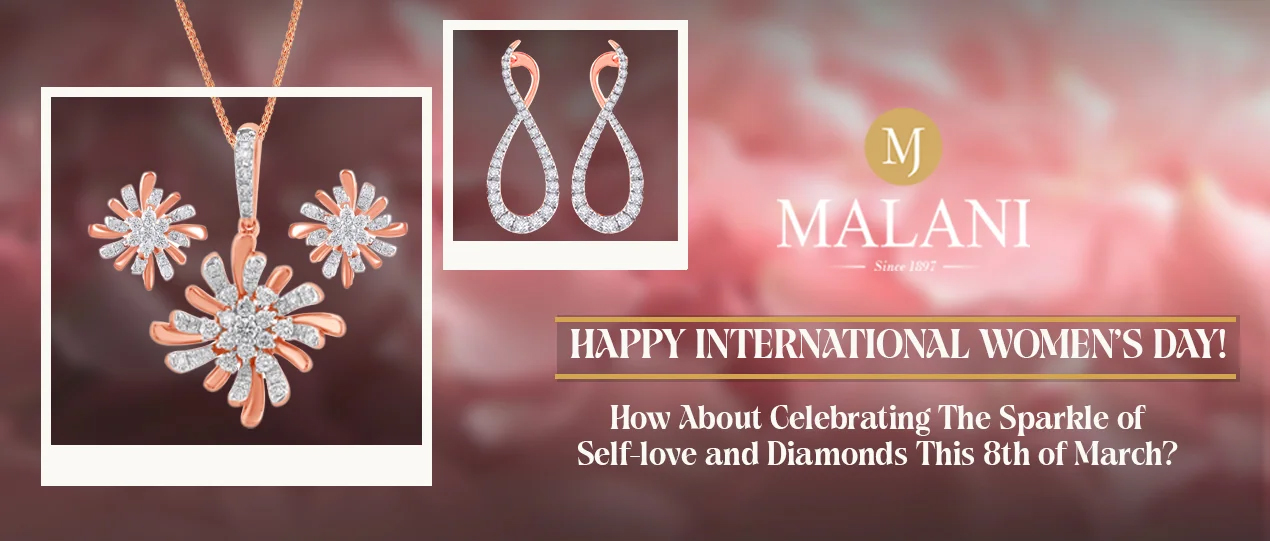 MJ
MALANI
Since 1897
HAPPY INTERNATIONAL WOMEN'S DAY!
How About Celebrating The Sparkle of
Self-love and Diamonds This 8th of March?